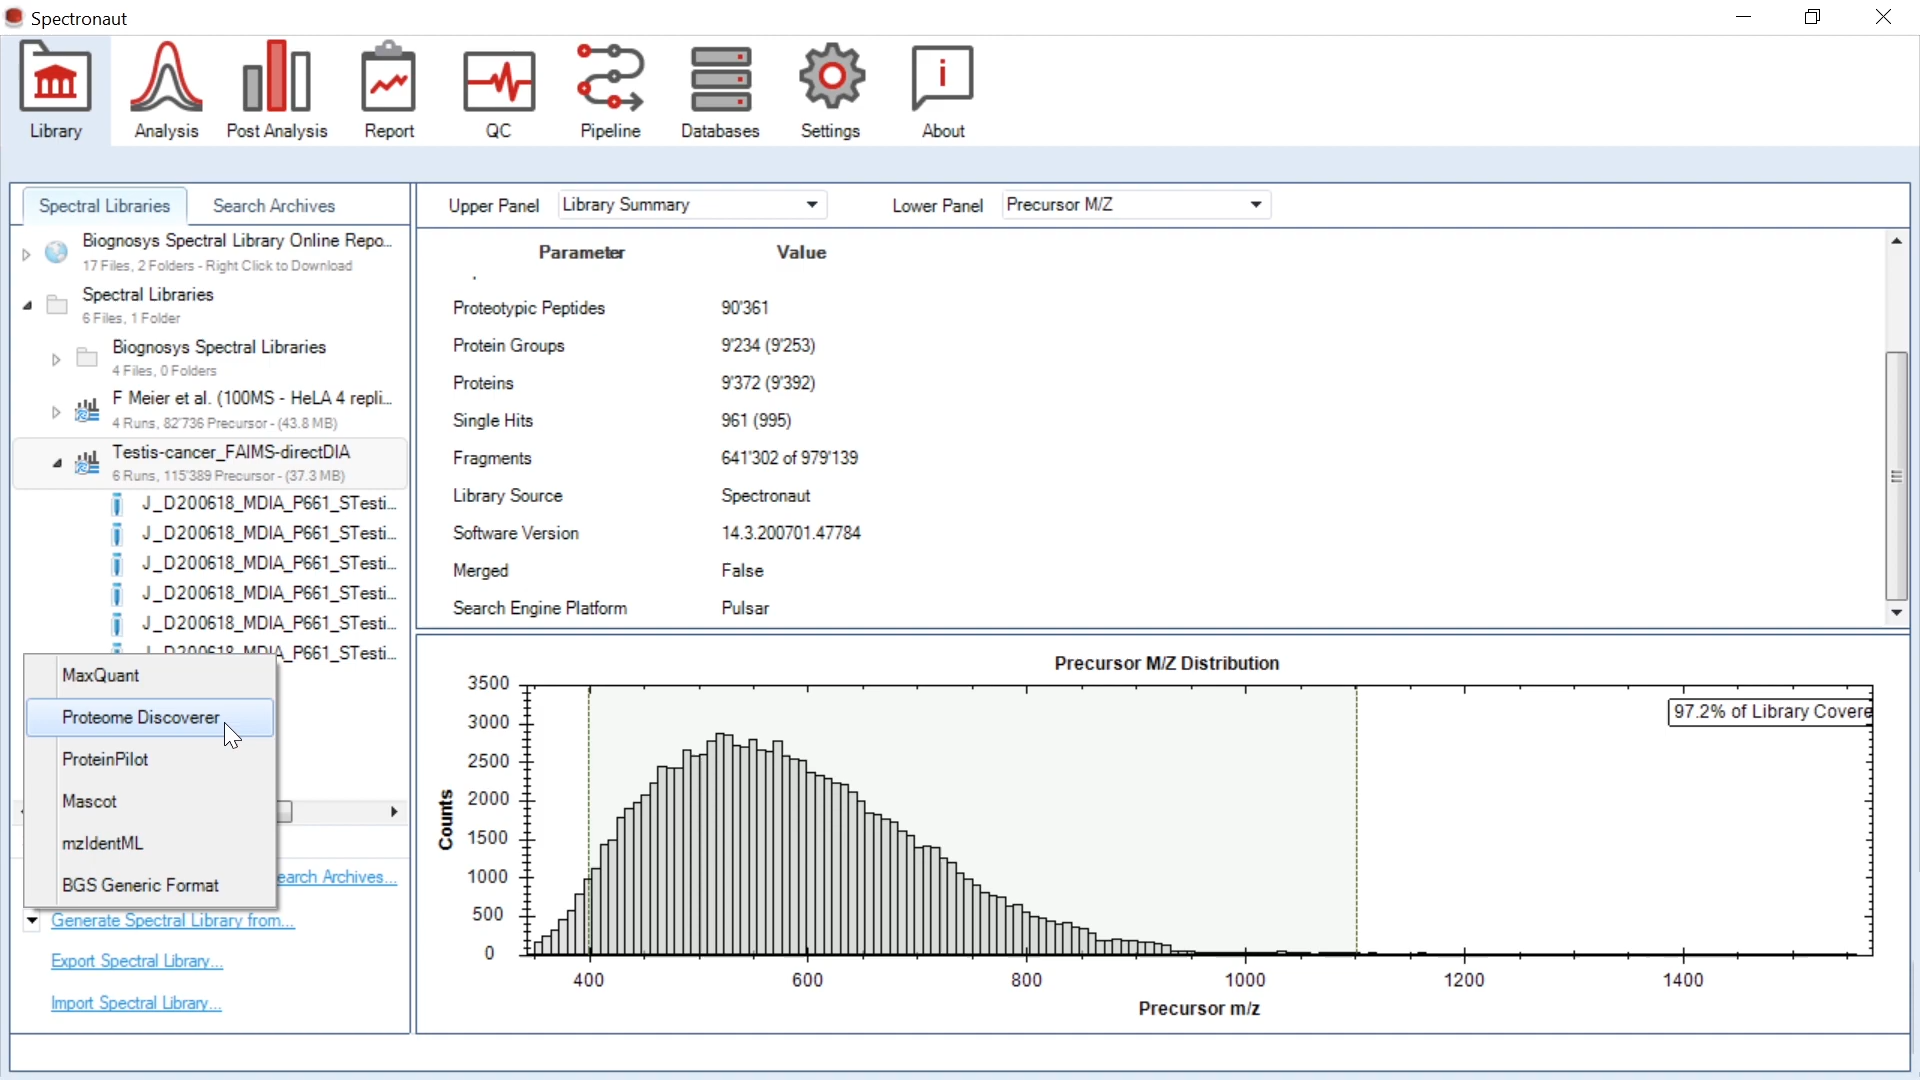 Spectronaut
Library
Analysis
Post Analysis
Report
QC
Pipeline
Databases
Settings
About
Spectral Libraries
Search Archives
Biognosys Spectral Library Online Repo...
17 Files, 2 Folders - Right Click to Download
Spectral Libraries
6 Files, 1 Folder
Biognosys Spectral Libraries
4 Files, 0 Folders
F Meier et al. (100MS - HeLA 4 repli...
4 Runs, 82'736 Precursor - (43.8 MB)
Testis-cancer_FAIMS-directDIA
6 Runs, 115'389 Precursor - (37.3 MB)
J_D200618_MDIA_P661_STesti...
J_D200618_MDIA_P661_STesti...
J_D200618_MDIA_P661_STesti...
J_D200618_MDIA_P661_STesti...
J_D200618_MDIA_P661_STesti...
J_D200618_MDIA_P661_STesti...
MaxQuant
Proteome Discoverer
ProteinPilot
Mascot
mzIdentML
BGS Generic Format
earch Archives...
Generate Spectral Library from...
Export Spectral Library...
Import Spectral Library...
Upper Panel Library Summary
Lower Panel Precursor M/Z
Parameter Value
Proteotypic Peptides 90'361
Protein Groups 9'234 (9'253)
Proteins 9'372 (9'392)
Single Hits 961 (995)
Fragments 641'302 of 979'139
Library Source Spectronaut
Software Version 14.3.200701.47784
Merged False
Search Engine Platform Pulsar
Precursor M/Z Distribution
97.2% of Library Covere
Counts
3500
3000
2500
2000
1500
1000
500
0
400 600 800 1000 1200 1400
Precursor m/z